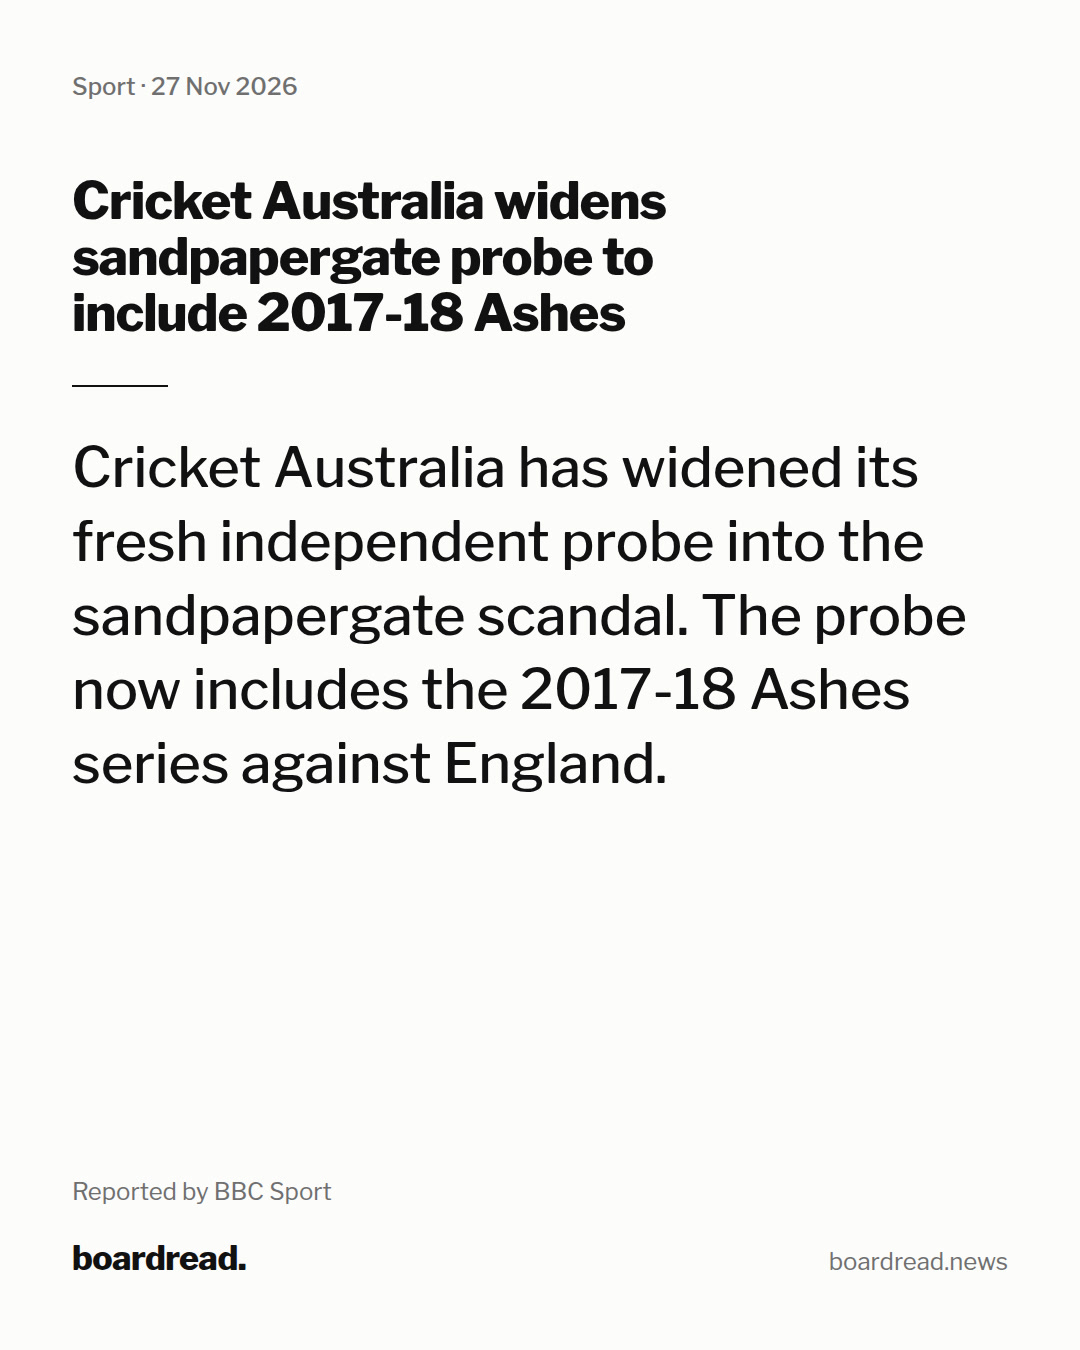 Sport · 27 Nov 2026
Cricket Australia widens
sandpapergate probe to
include 2017-18 Ashes
Cricket Australia has widened its
fresh independent probe into the
sandpapergate scandal. The probe
now includes the 2017-18 Ashes
series against England.
Reported by BBC Sport
boardread.
boardread.news